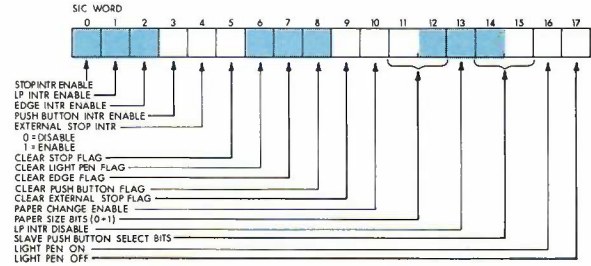 SIC WORD
0 1 2 3 4 5 6 7 8 9 10 11 12 13 14 15 16 17
STOP INTR ENABLE
LP INTR ENABLE
EDGE INTR ENABLE
PUSH BUTTON INTR ENABLE
EXTERNAL STOP INTR
0 = DISABLE
1 = ENABLE
CLEAR STOP FLAG
CLEAR LIGHT PEN FLAG
CLEAR EDGE FLAG
CLEAR PUSH BUTTON FLAG
CLEAR EXTERNAL STOP FLAG
PAPER CHANGE ENABLE
PAPER SIZE BITS (0+1)
LP INTR DISABLE
SLAVE PUSH BUTTON SELECT BITS
LIGHT PEN ON
LIGHT PEN OFF